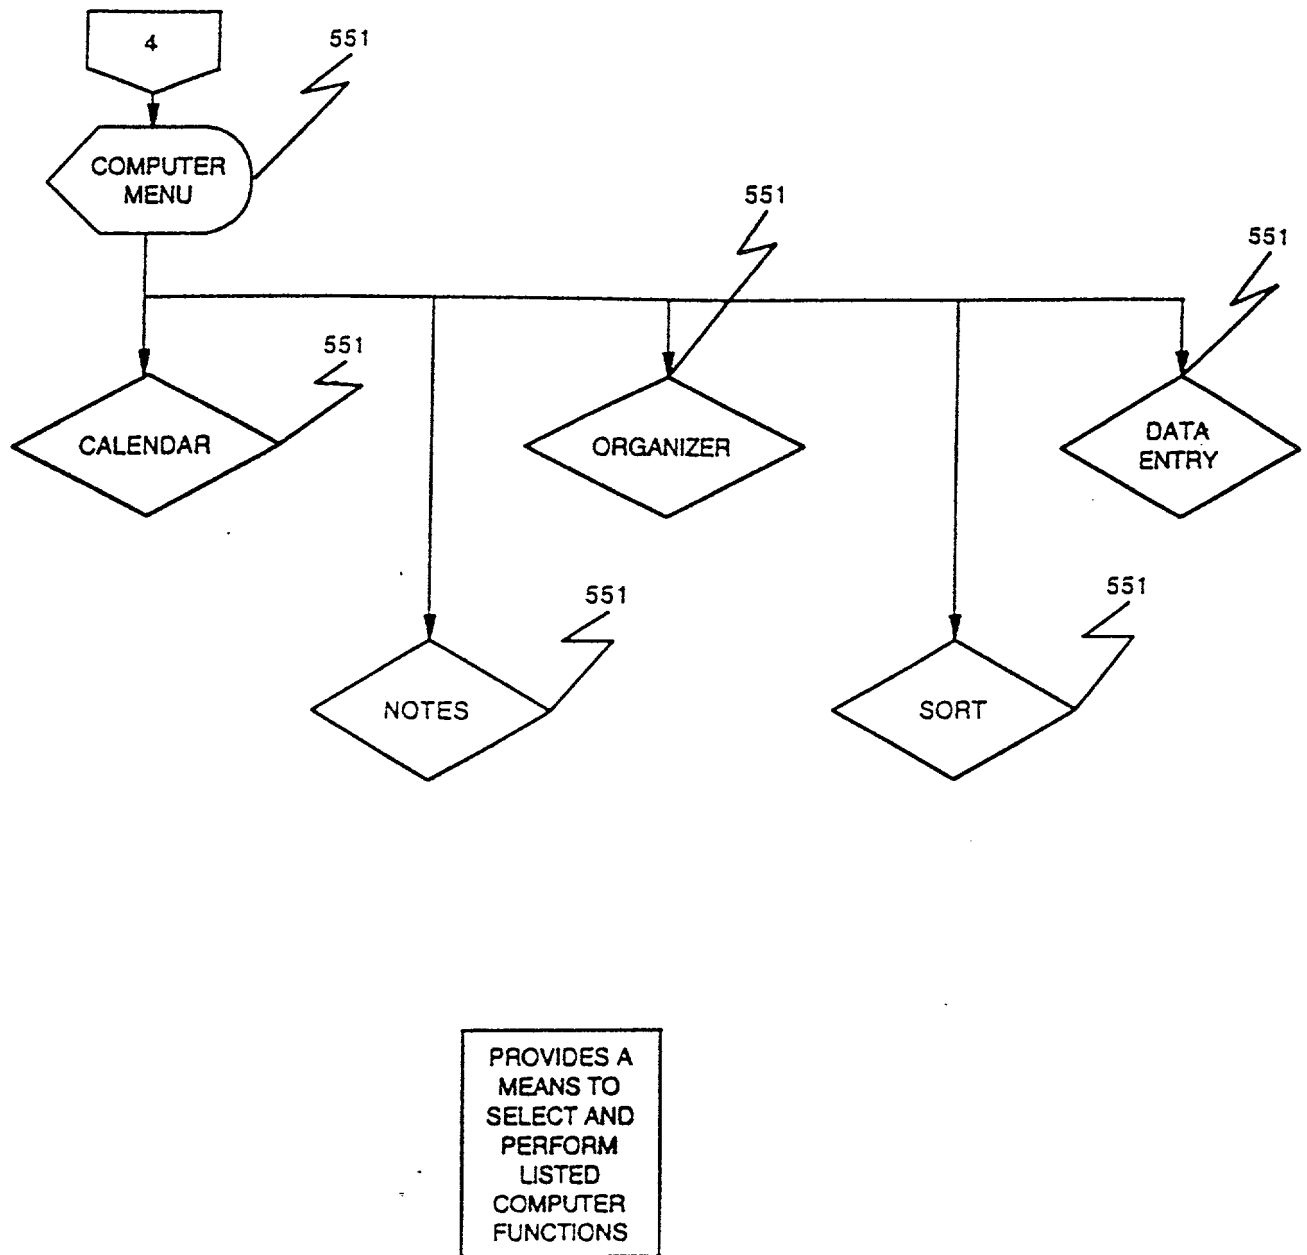 4
551
COMPUTER
MENU
551
551
551
CALENDAR
ORGANIZER
DATA
ENTRY
551
551
NOTES
SORT
PROVIDES A
MEANS TO
SELECT AND
PERFORM
LISTED
COMPUTER
FUNCTIONS